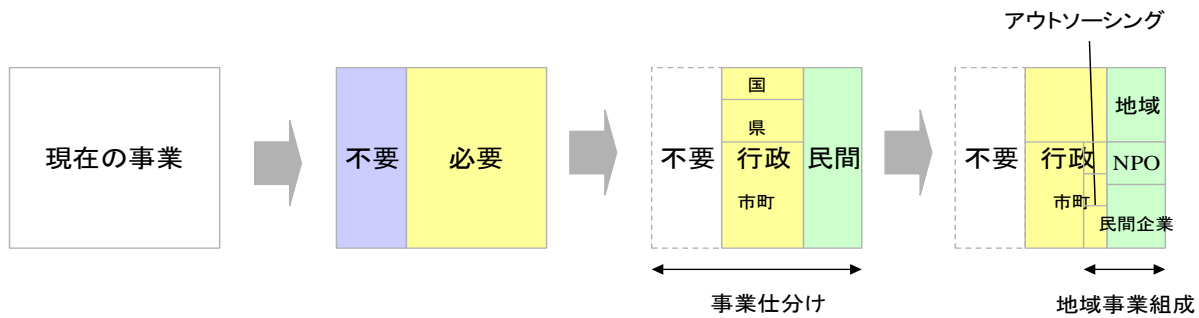 アウトソーシング
現在の事業
不要
必要
不要
国
県
行政
市町
民間
不要
行政
市町
地域
NPO
民間企業
事業仕分け
地域事業組成